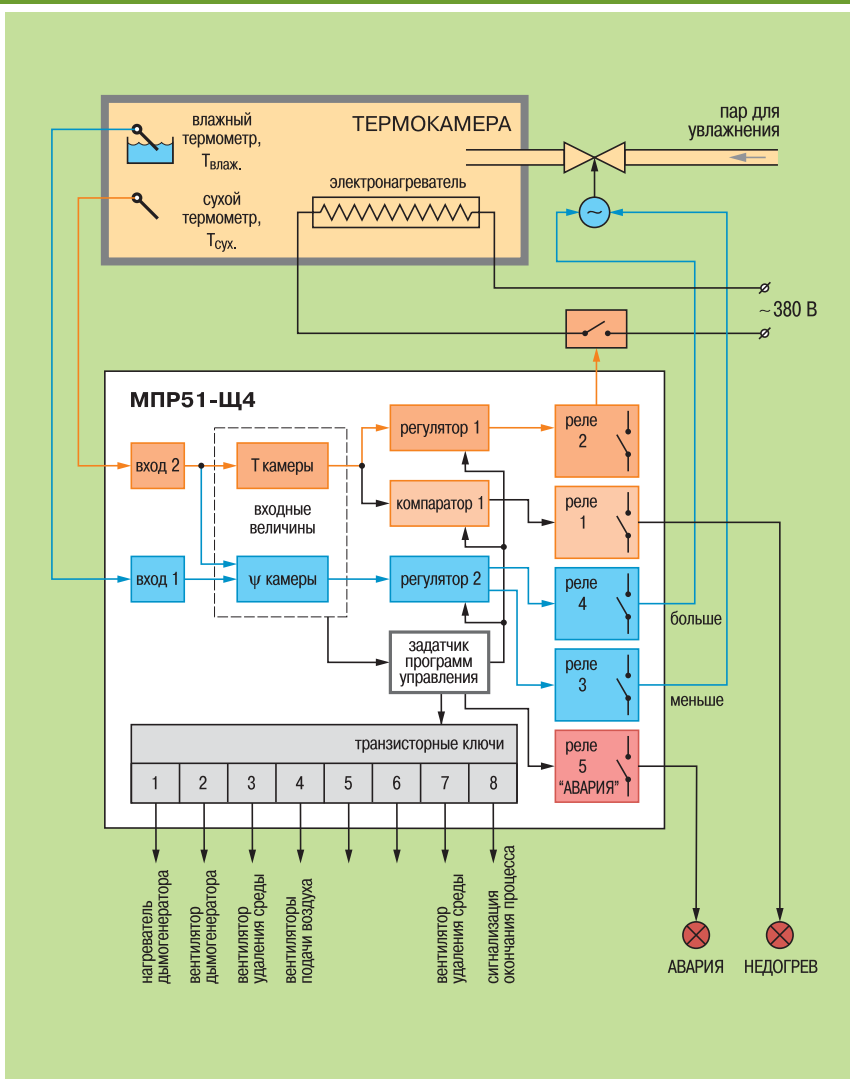 влажный
термометр,
Tвлаж.
ТЕРМОКАМЕРА
пар для
увлажнения
сухой
термометр,
Tсух.
электронагреватель
~
~380 В
МПР51-Щ4
вход 2
T камеры
входные
величины
вход 1
ψ камеры
регулятор 1
компаратор 1
регулятор 2
задатчик
программ
управления
реле
2
реле
1
реле
4
больше
реле
3
меньше
реле
5
"АВАРИЯ"
транзисторные ключи
1 2 3 4 5 6 7 8
нагреватель
дымогенератора
вентилятор
дымогенератора
вентилятор
удаления среды
вентиляторы
подачи воздуха
вентилятор
удаления среды
сигнализация
окончания процесса
АВАРИЯ
НЕДОГРЕВ